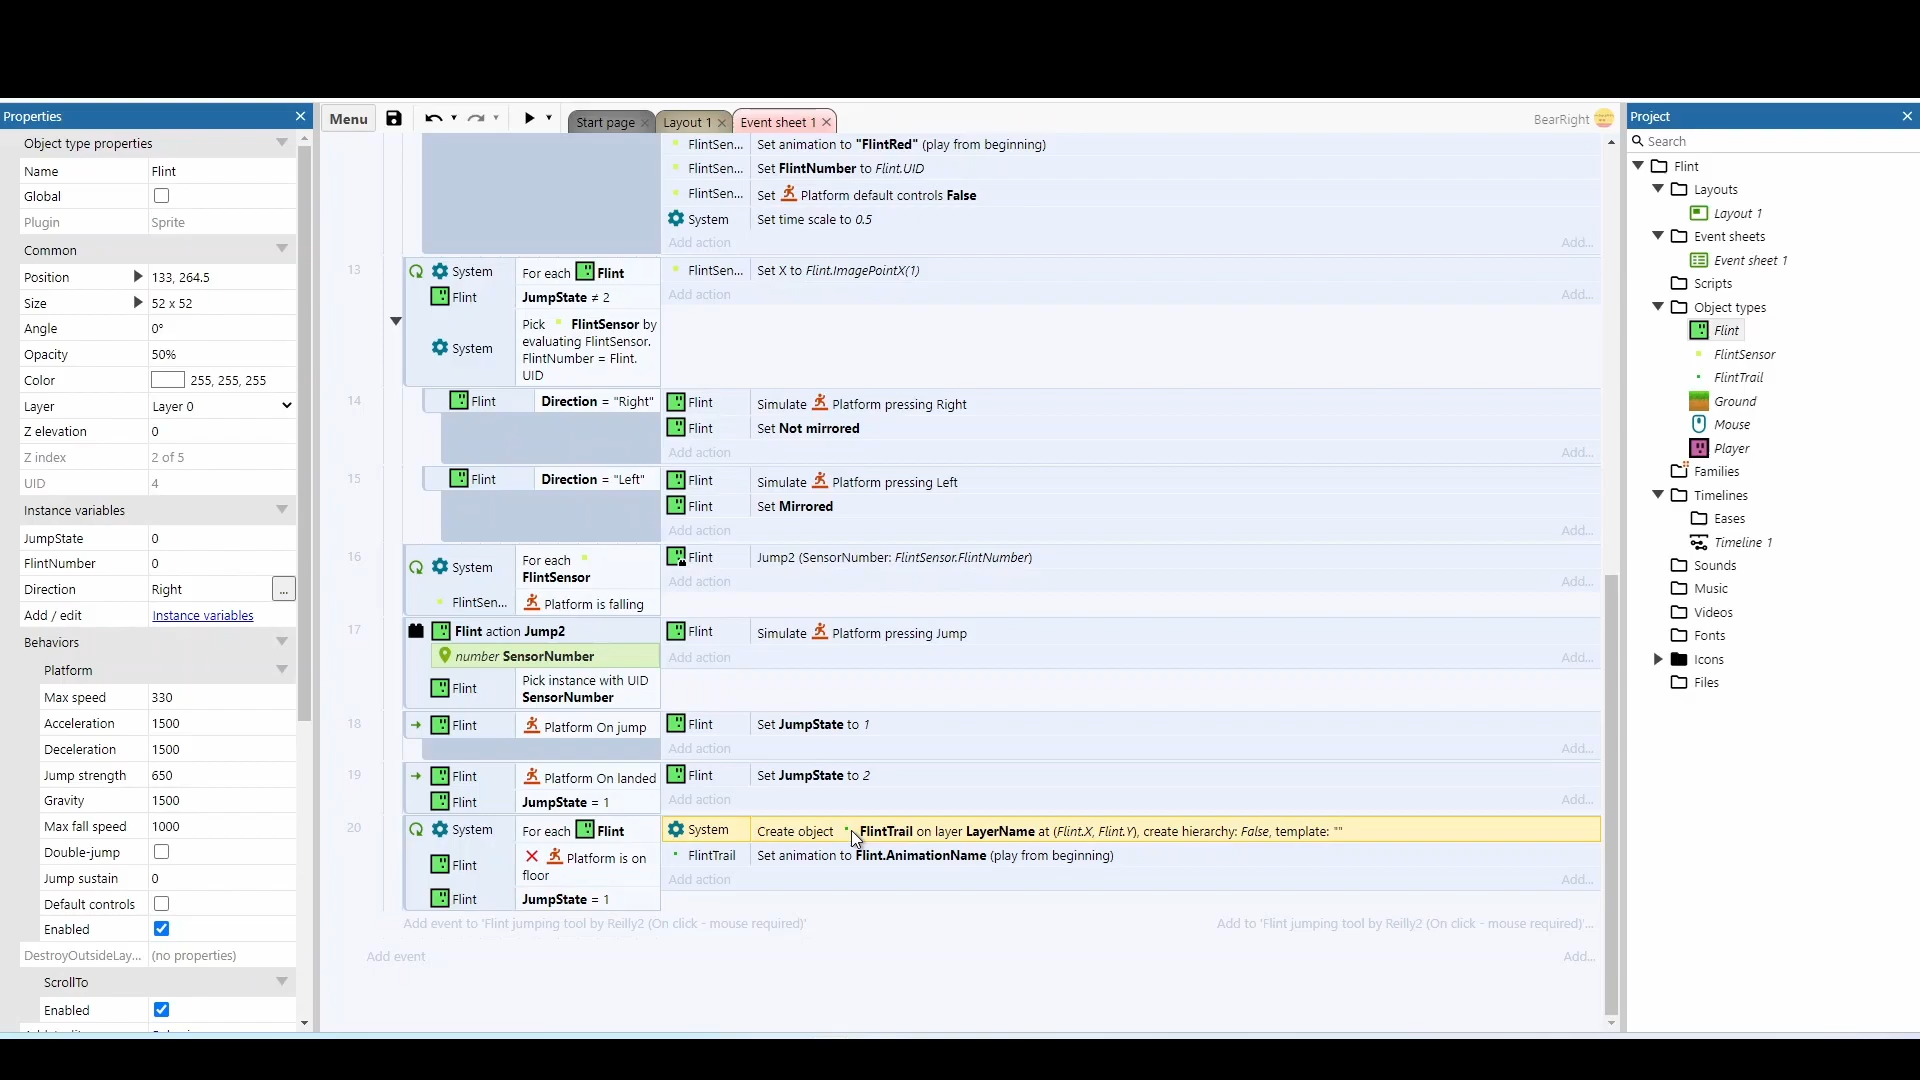 Properties
Object type properties
Name Flint
Global
Plugin Sprite
Common
Position 133, 264.5
Size 52 x 52
Angle 0°
Opacity 50%
Color 255, 255, 255
Layer Layer 0
Z elevation 0
Z index 2 of 5
UID 4
Instance variables
JumpState 0
FlintNumber 0
Direction Right ...
Add / edit Instance variables
Behaviors
Platform
Max speed 330
Acceleration 1500
Deceleration 1500
Jump strength 650
Gravity 1500
Max fall speed 1000
Double-jump
Jump sustain 0
Default controls
Enabled
DestroyOutsideLay... (no properties)
ScrollTo
Enabled
Menu
Start page
Layout 1
Event sheet 1
BearRight
FlintSen... Set animation to "FlintRed" (play from beginning)
FlintSen... Set FlintNumber to Flint.UID
FlintSen... Set Platform default controls False
System Set time scale to 0.5
Add action Add...
13 System For each Flint FlintSen... Set X to Flint.ImagePointX(1)
Flint JumpState ≠ 2 Add action Add...
System Pick FlintSensor by
evaluating FlintSensor.
FlintNumber = Flint.
UID
14 Flint Direction = "Right" Flint Simulate Platform pressing Right
Flint Set Not mirrored
Add action Add...
15 Flint Direction = "Left" Flint Simulate Platform pressing Left
Flint Set Mirrored
Add action Add...
16 System For each
FlintSensor Flint Jump2 (SensorNumber: FlintSensor.FlintNumber)
Add action Add...
FlintSen... Platform is falling
17 Flint action Jump2 Flint Simulate Platform pressing Jump
number SensorNumber Add action Add...
Flint Pick instance with UID
SensorNumber
18 Flint Platform On jump Flint Set JumpState to 1
Add action Add...
19 Flint Platform On landed Flint Set JumpState to 2
Flint JumpState = 1 Add action Add...
20 System For each Flint System Create object FlintTrail on layer LayerName at (Flint.X, Flint.Y), create hierarchy: False, template: ""
Flint Platform is on
floor FlintTrail Set animation to Flint.AnimationName (play from beginning)
Add action Add...
Flint JumpState = 1
Add event to 'Flint jumping tool by Reilly2 (On click - mouse required)' Add to 'Flint jumping tool by Reilly2 (On click - mouse required)'...
Add event Add...
Project
Search
Flint
Layouts
Layout 1
Event sheets
Event sheet 1
Scripts
Object types
Flint
FlintSensor
FlintTrail
Ground
Mouse
Player
Families
Timelines
Eases
Timeline 1
Sounds
Music
Videos
Fonts
Icons
Files